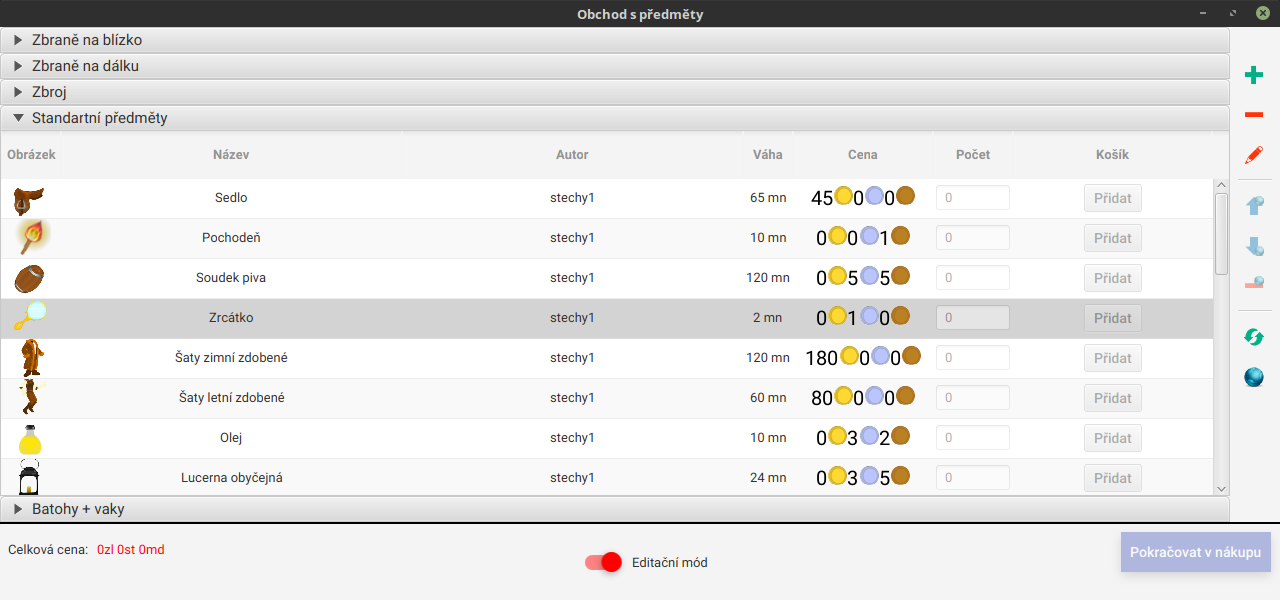 Obchod s předměty
Zbraně na blízko
Zbraně na dálku
Zbroj
Standartní předměty
Obrázek Název Autor Váha Cena Počet Košík
Sedlo stechy1 65 mn 45 0 0 0 Přidat
Pochodeň stechy1 10 mn 0 0 1 0 Přidat
Soudek piva stechy1 120 mn 0 5 5 0 Přidat
Zrcátko stechy1 2 mn 0 1 0 0 Přidat
Šaty zimní zdobené stechy1 120 mn 180 0 0 0 Přidat
Šaty letní zdobené stechy1 60 mn 80 0 0 0 Přidat
Olej stechy1 10 mn 0 3 2 0 Přidat
Lucerna obyčejná stechy1 24 mn 0 3 5 0 Přidat
Batohy + vaky
Celková cena: 0zl 0st 0md
Editační mód
Pokračovat v nákupu